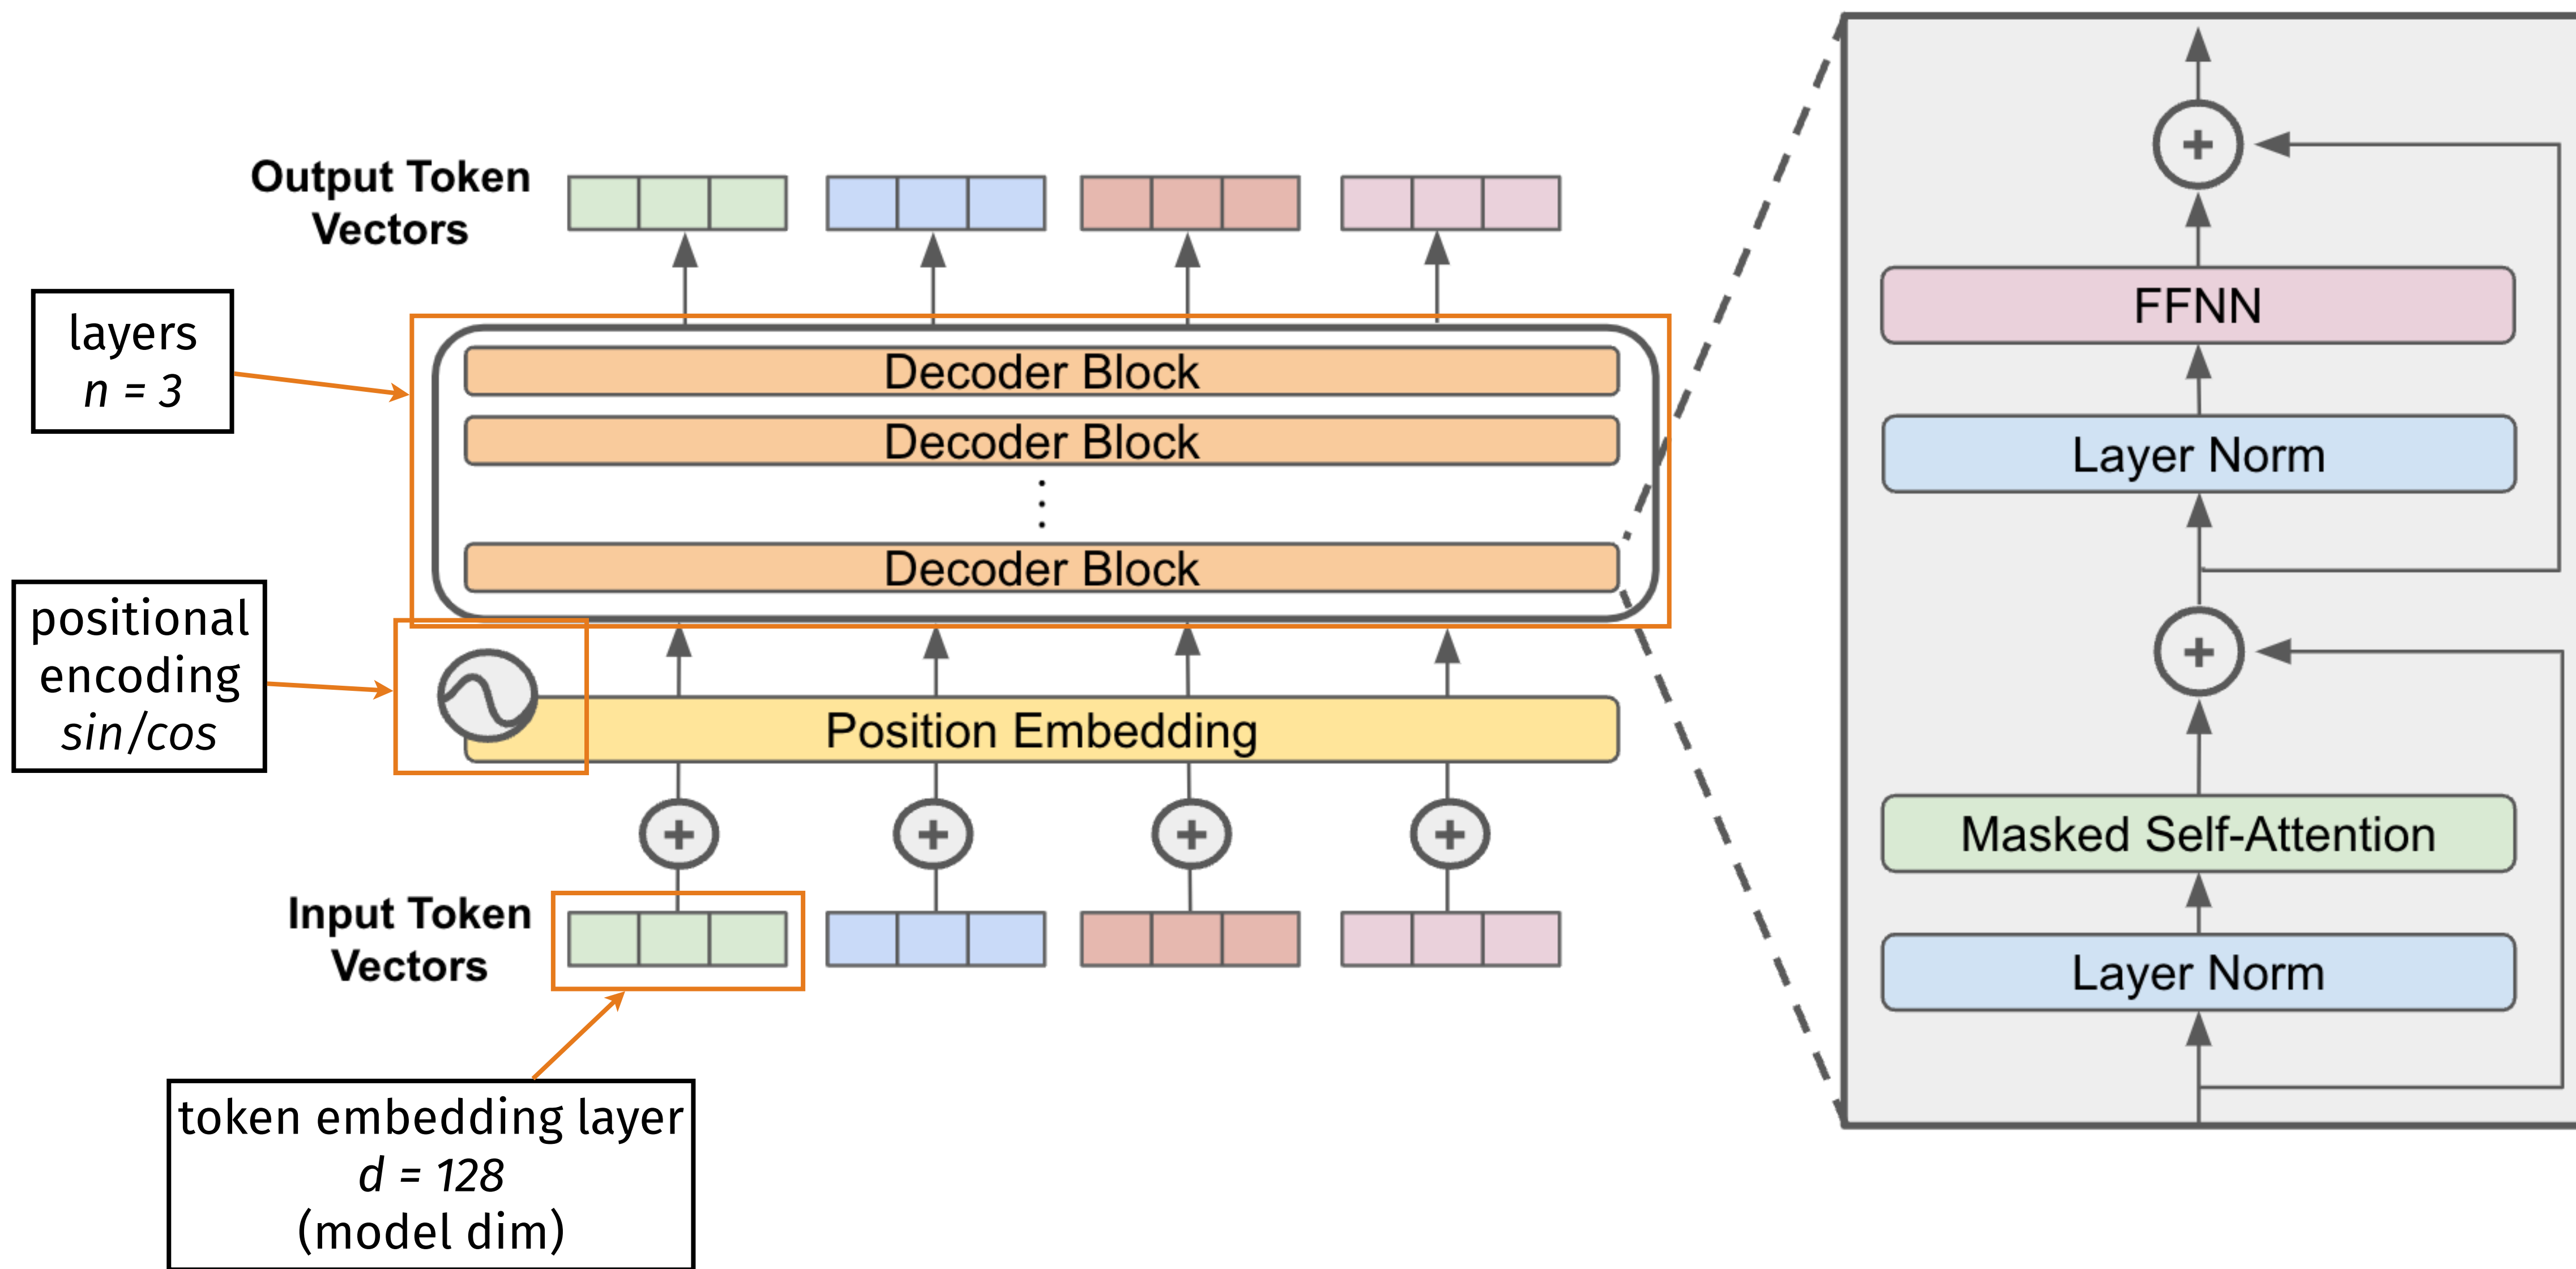 Output Token
Vectors
layers
n = 3
Decoder Block
Decoder Block
Decoder Block
positional
encoding
sin/cos
Position Embedding
Input Token
Vectors
token embedding layer
d = 128
(model dim)
FFNN
Layer Norm
Masked Self-Attention
Layer Norm